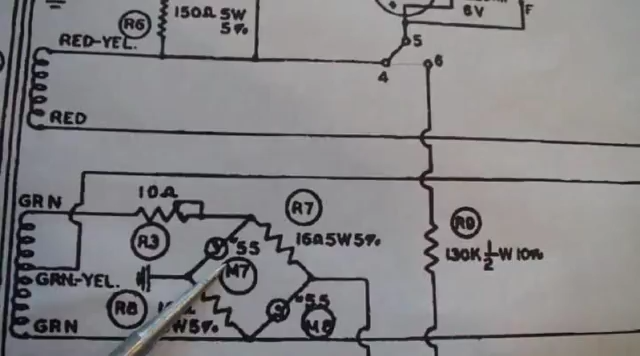 6V
F
R6
150Ω 5W
5%
RED-YEL.
5
4
6
RED
GRN
10Ω
R7
R3
"55
16Ω 5W 5%
R9
130K ½W 10%
GRN-YEL.
M7
R8
"55
M8
W5%
GRN